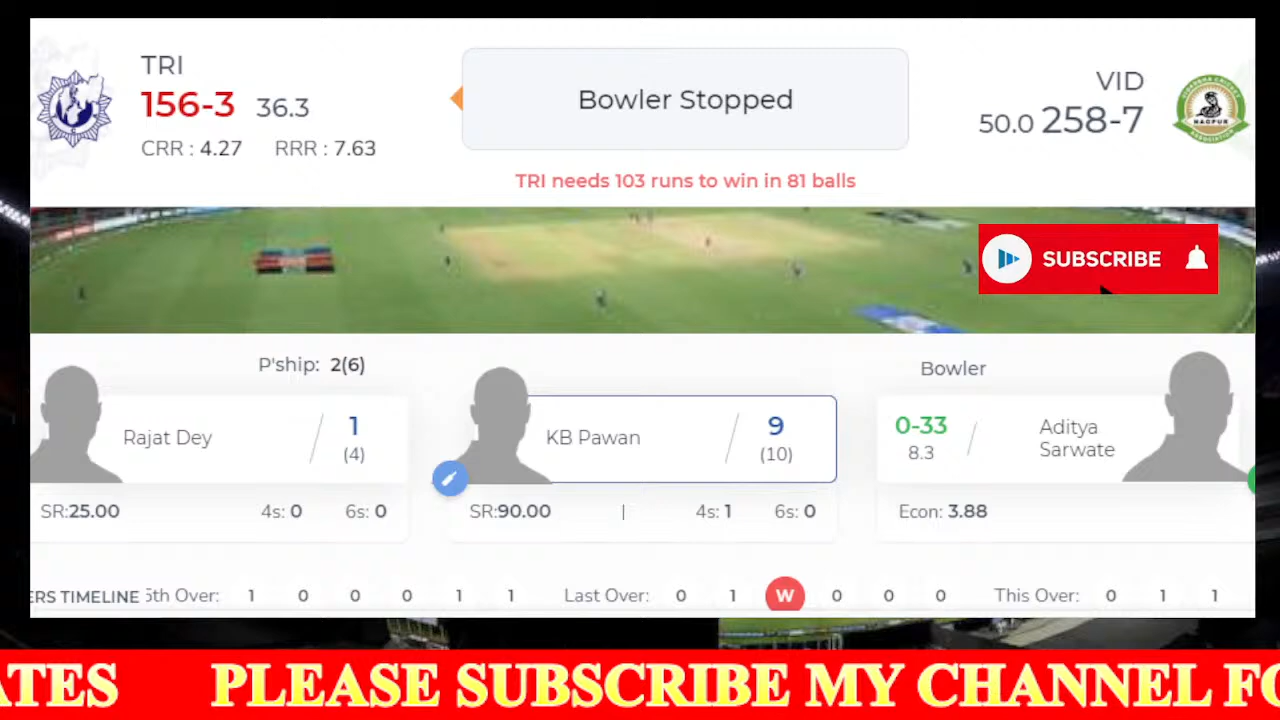 TRI
156-3 36.3
CRR : 4.27 RRR : 7.63
Bowler Stopped
TRI needs 103 runs to win in 81 balls
VID
50.0 258-7
NAGPUR
SUBSCRIBE
P'ship: 2(6)
Bowler
Rajat Dey 1 (4)
SR:25.00 4s: 0 6s: 0
KB Pawan 9 (10)
SR:90.00 | 4s: 1 6s: 0
0-33 8.3 Aditya Sarwate
Econ: 3.88
ERS TIMELINE 5th Over: 1 0 0 0 1 1 Last Over: 0 1 W 0 0 0 This Over: 0 1 1
ATES PLEASE SUBSCRIBE MY CHANNEL FO